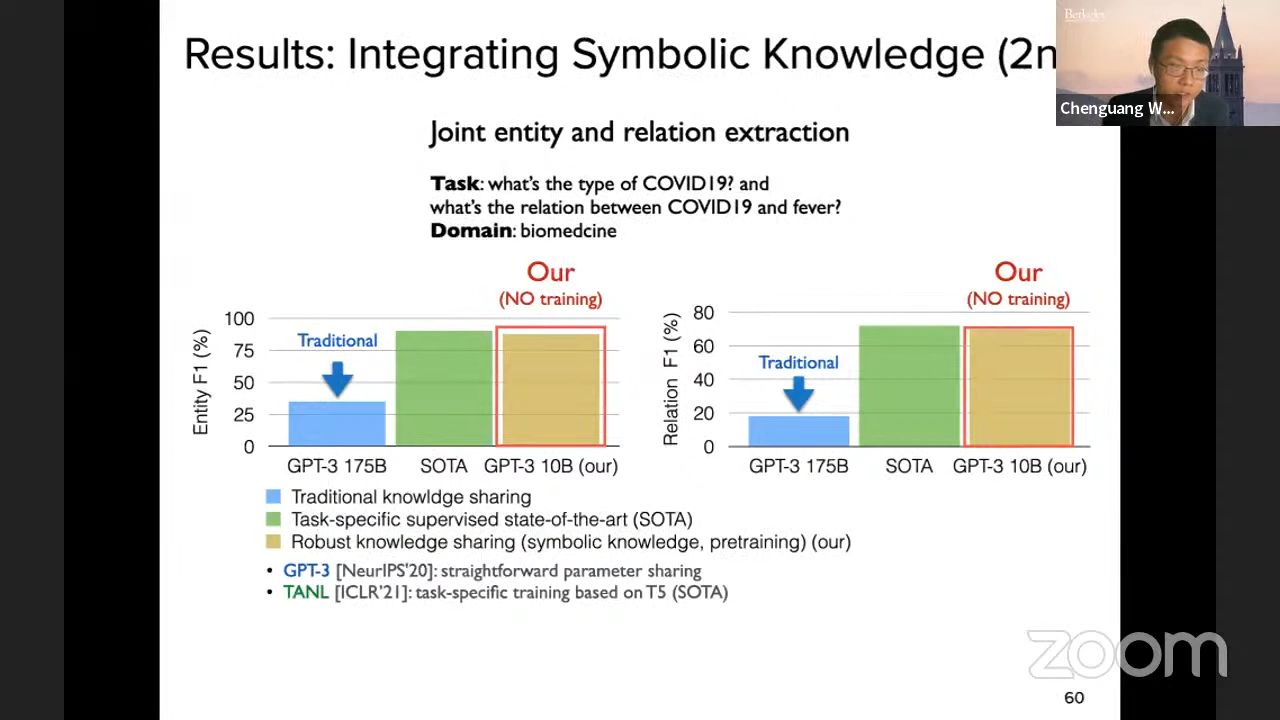 Results: Integrating Symbolic Knowledge (2n
Berkeley
Chenguang W...
Joint entity and relation extraction
Task: what's the type of COVID19? and
what's the relation between COVID19 and fever?
Domain: biomedcine
Our
(NO training)
Traditional
Entity F1 (%)
100
75
50
25
0
GPT-3 175B
SOTA
GPT-3 10B (our)
Our
(NO training)
Traditional
Relation F1 (%)
80
60
40
20
0
GPT-3 175B
SOTA
GPT-3 10B (our)
Traditional knowldge sharing
Task-specific supervised state-of-the-art (SOTA)
Robust knowledge sharing (symbolic knowledge, pretraining) (our)
• GPT-3 [NeurIPS'20]: straightforward parameter sharing
• TANL [ICLR'21]: task-specific training based on T5 (SOTA)
zoom
60